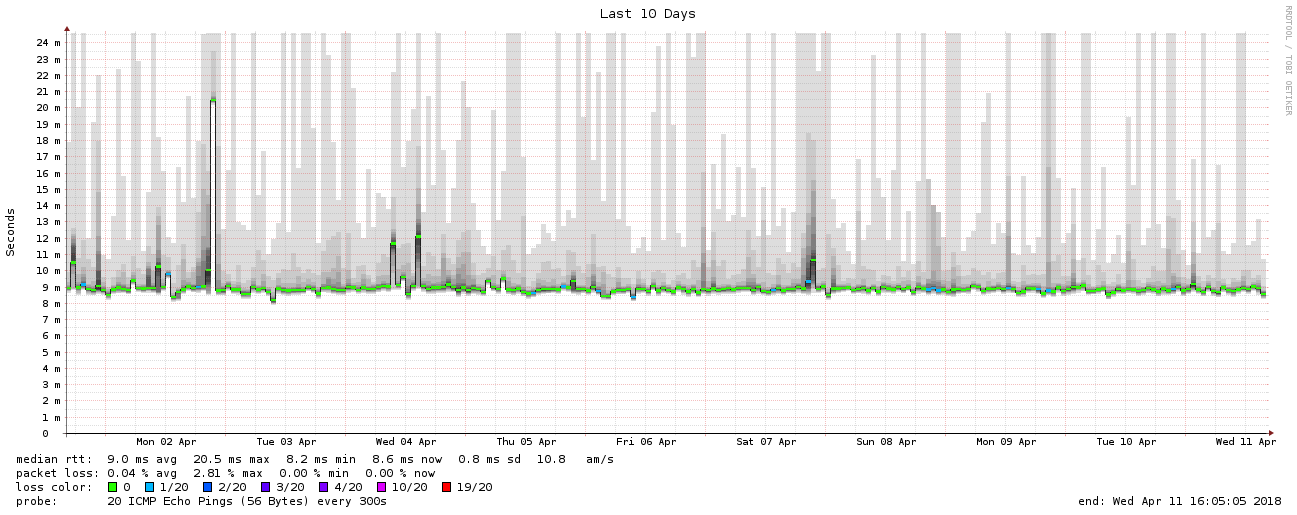 Last 10 Days
RRDTOOL / TOBI OETIKER
Seconds
24 m
23 m
22 m
21 m
20 m
19 m
18 m
17 m
16 m
15 m
14 m
13 m
12 m
11 m
10 m
9 m
8 m
7 m
6 m
5 m
4 m
3 m
2 m
1 m
0
Mon 02 Apr Tue 03 Apr Wed 04 Apr Thu 05 Apr Fri 06 Apr Sat 07 Apr Sun 08 Apr Mon 09 Apr Tue 10 Apr Wed 11 Apr
median rtt: 9.0 ms avg 20.5 ms max 8.2 ms min 8.6 ms now 0.8 ms sd 10.8 am/s
packet loss: 0.04 % avg 2.81 % max 0.00 % min 0.00 % now
loss color: 0 1/20 2/20 3/20 4/20 10/20 19/20
probe: 20 ICMP Echo Pings (56 Bytes) every 300s end: Wed Apr 11 16:05:05 2018